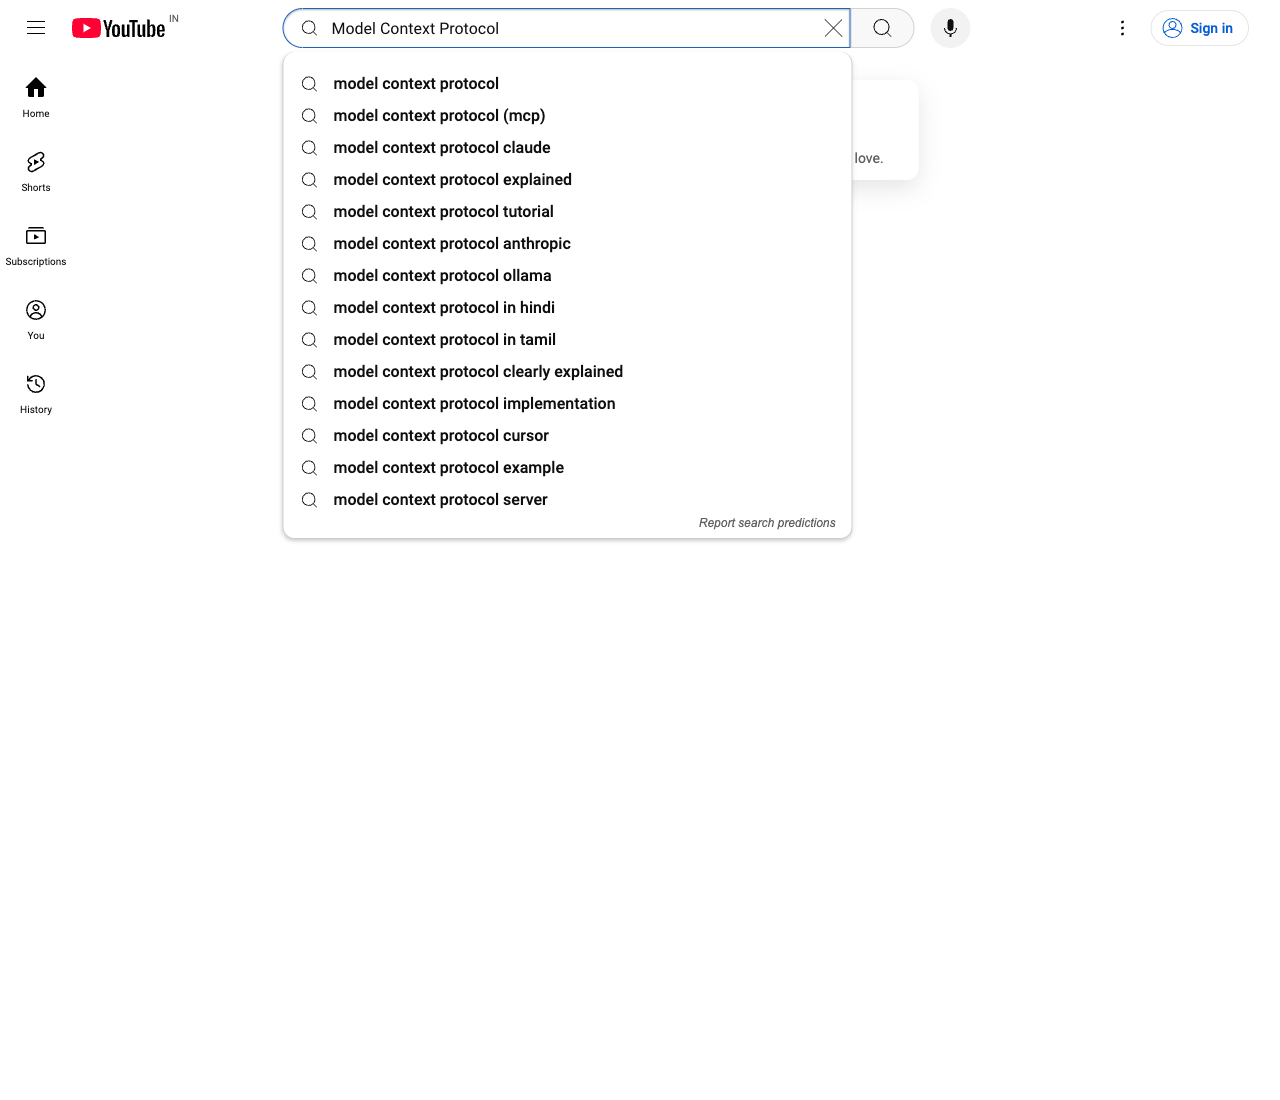 YouTube IN
Model Context Protocol
Sign in
Home
Shorts
Subscriptions
You
History
model context protocol
model context protocol (mcp)
model context protocol claude
model context protocol explained
model context protocol tutorial
model context protocol anthropic
model context protocol ollama
model context protocol in hindi
model context protocol in tamil
model context protocol clearly explained
model context protocol implementation
model context protocol cursor
model context protocol example
model context protocol server
Report search predictions
love.